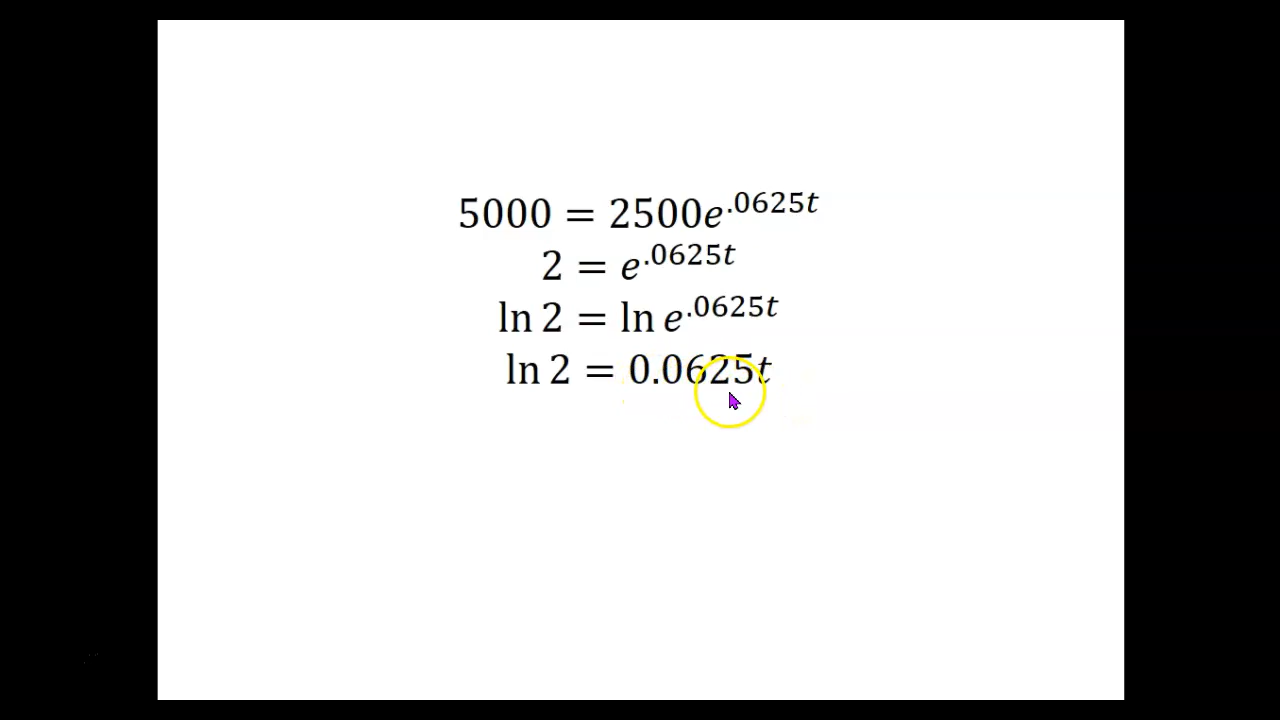 5000 = 2500e^.0625t
2 = e^.0625t
ln 2 = ln e^.0625t
ln 2 = 0.0625t